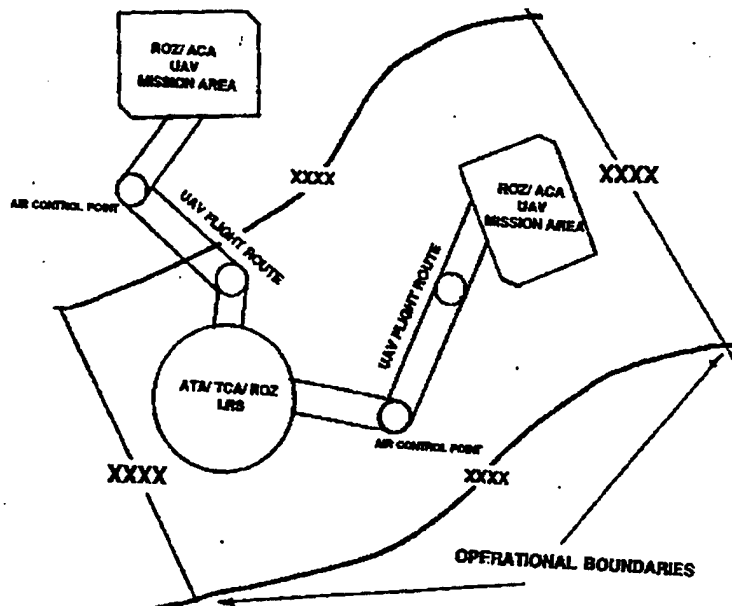 ROZ/ ACA
UAV
MISSION AREA
XXXX
XXXX
AIR CONTROL POINT
UAV FLIGHT ROUTE
ROZ/ ACA
UAV
MISSION AREA
UAV FLIGHT ROUTE
ATA/ TCA/ ROZ
LRS
AIR CONTROL POINT
XXXX
XXXX
OPERATIONAL BOUNDARIES